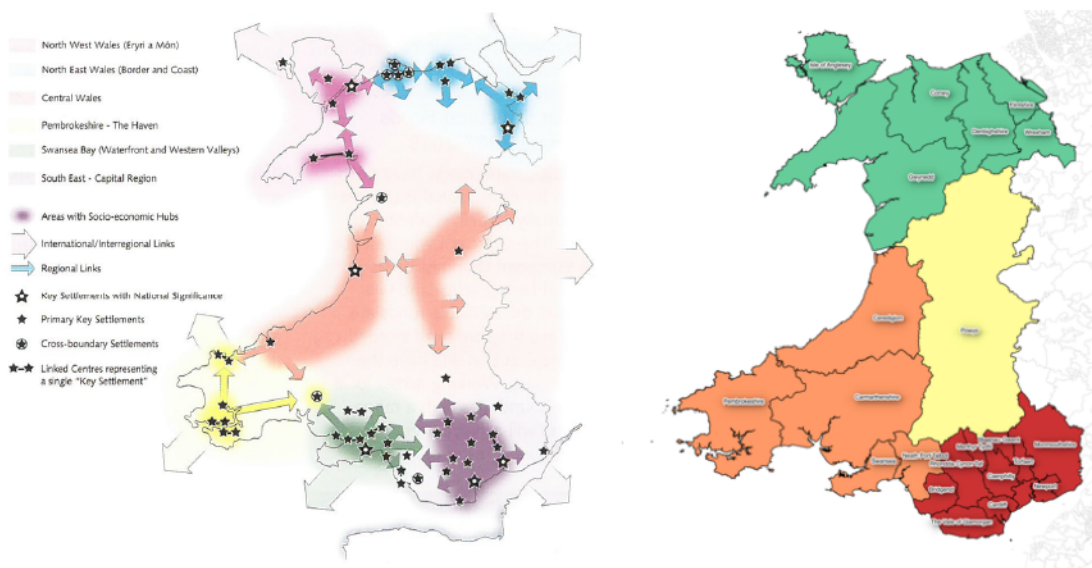 North West Wales (Eryri a Môn)
North East Wales (Border and Coast)
Central Wales
Pembrokeshire - The Haven
Swansea Bay (Waterfront and Western Valleys)
South East - Capital Region
Areas with Socio-economic Hubs
International/Interregional Links
Regional Links
Key Settlements with National Significance
Primary Key Settlements
Cross-boundary Settlements
Linked Centres representing
a single "Key Settlement"
Isle of Anglesey
Conwy
Flintshire
Denbighshire
Wrexham
Gwynedd
Ceredigion
Powys
Pembrokeshire
Carmarthenshire
Monmouthshire
Swansea
Neath Port Talbot
Torfaen
Caerphilly
Newport
Bridgend
Cardiff
The Vale of Glamorgan